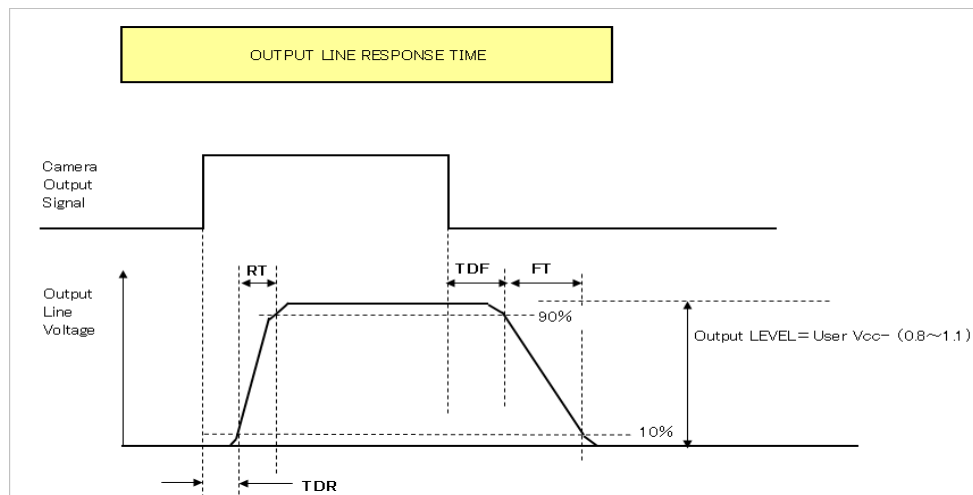 OUTPUT LINE RESPONSE TIME
Camera
Output
Signal
RT
TDF
FT
Output
Line
Voltage
90%
Output LEVEL＝User Vcc−（0.8～1.1）
10%
TDR